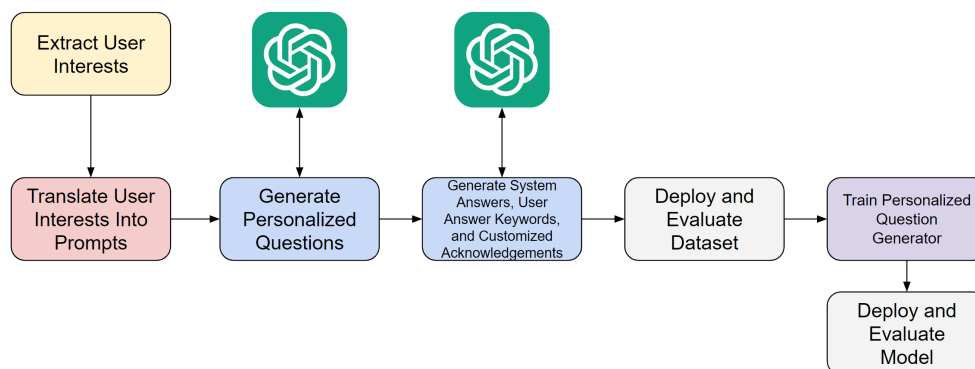 Extract User
Interests
Translate User
Interests Into
Prompts
Generate
Personalized
Questions
Generate System
Answers, User
Answer Keywords,
and Customized
Acknowledgements
Deploy and
Evaluate
Dataset
Train Personalized
Question
Generator
Deploy and
Evaluate
Model